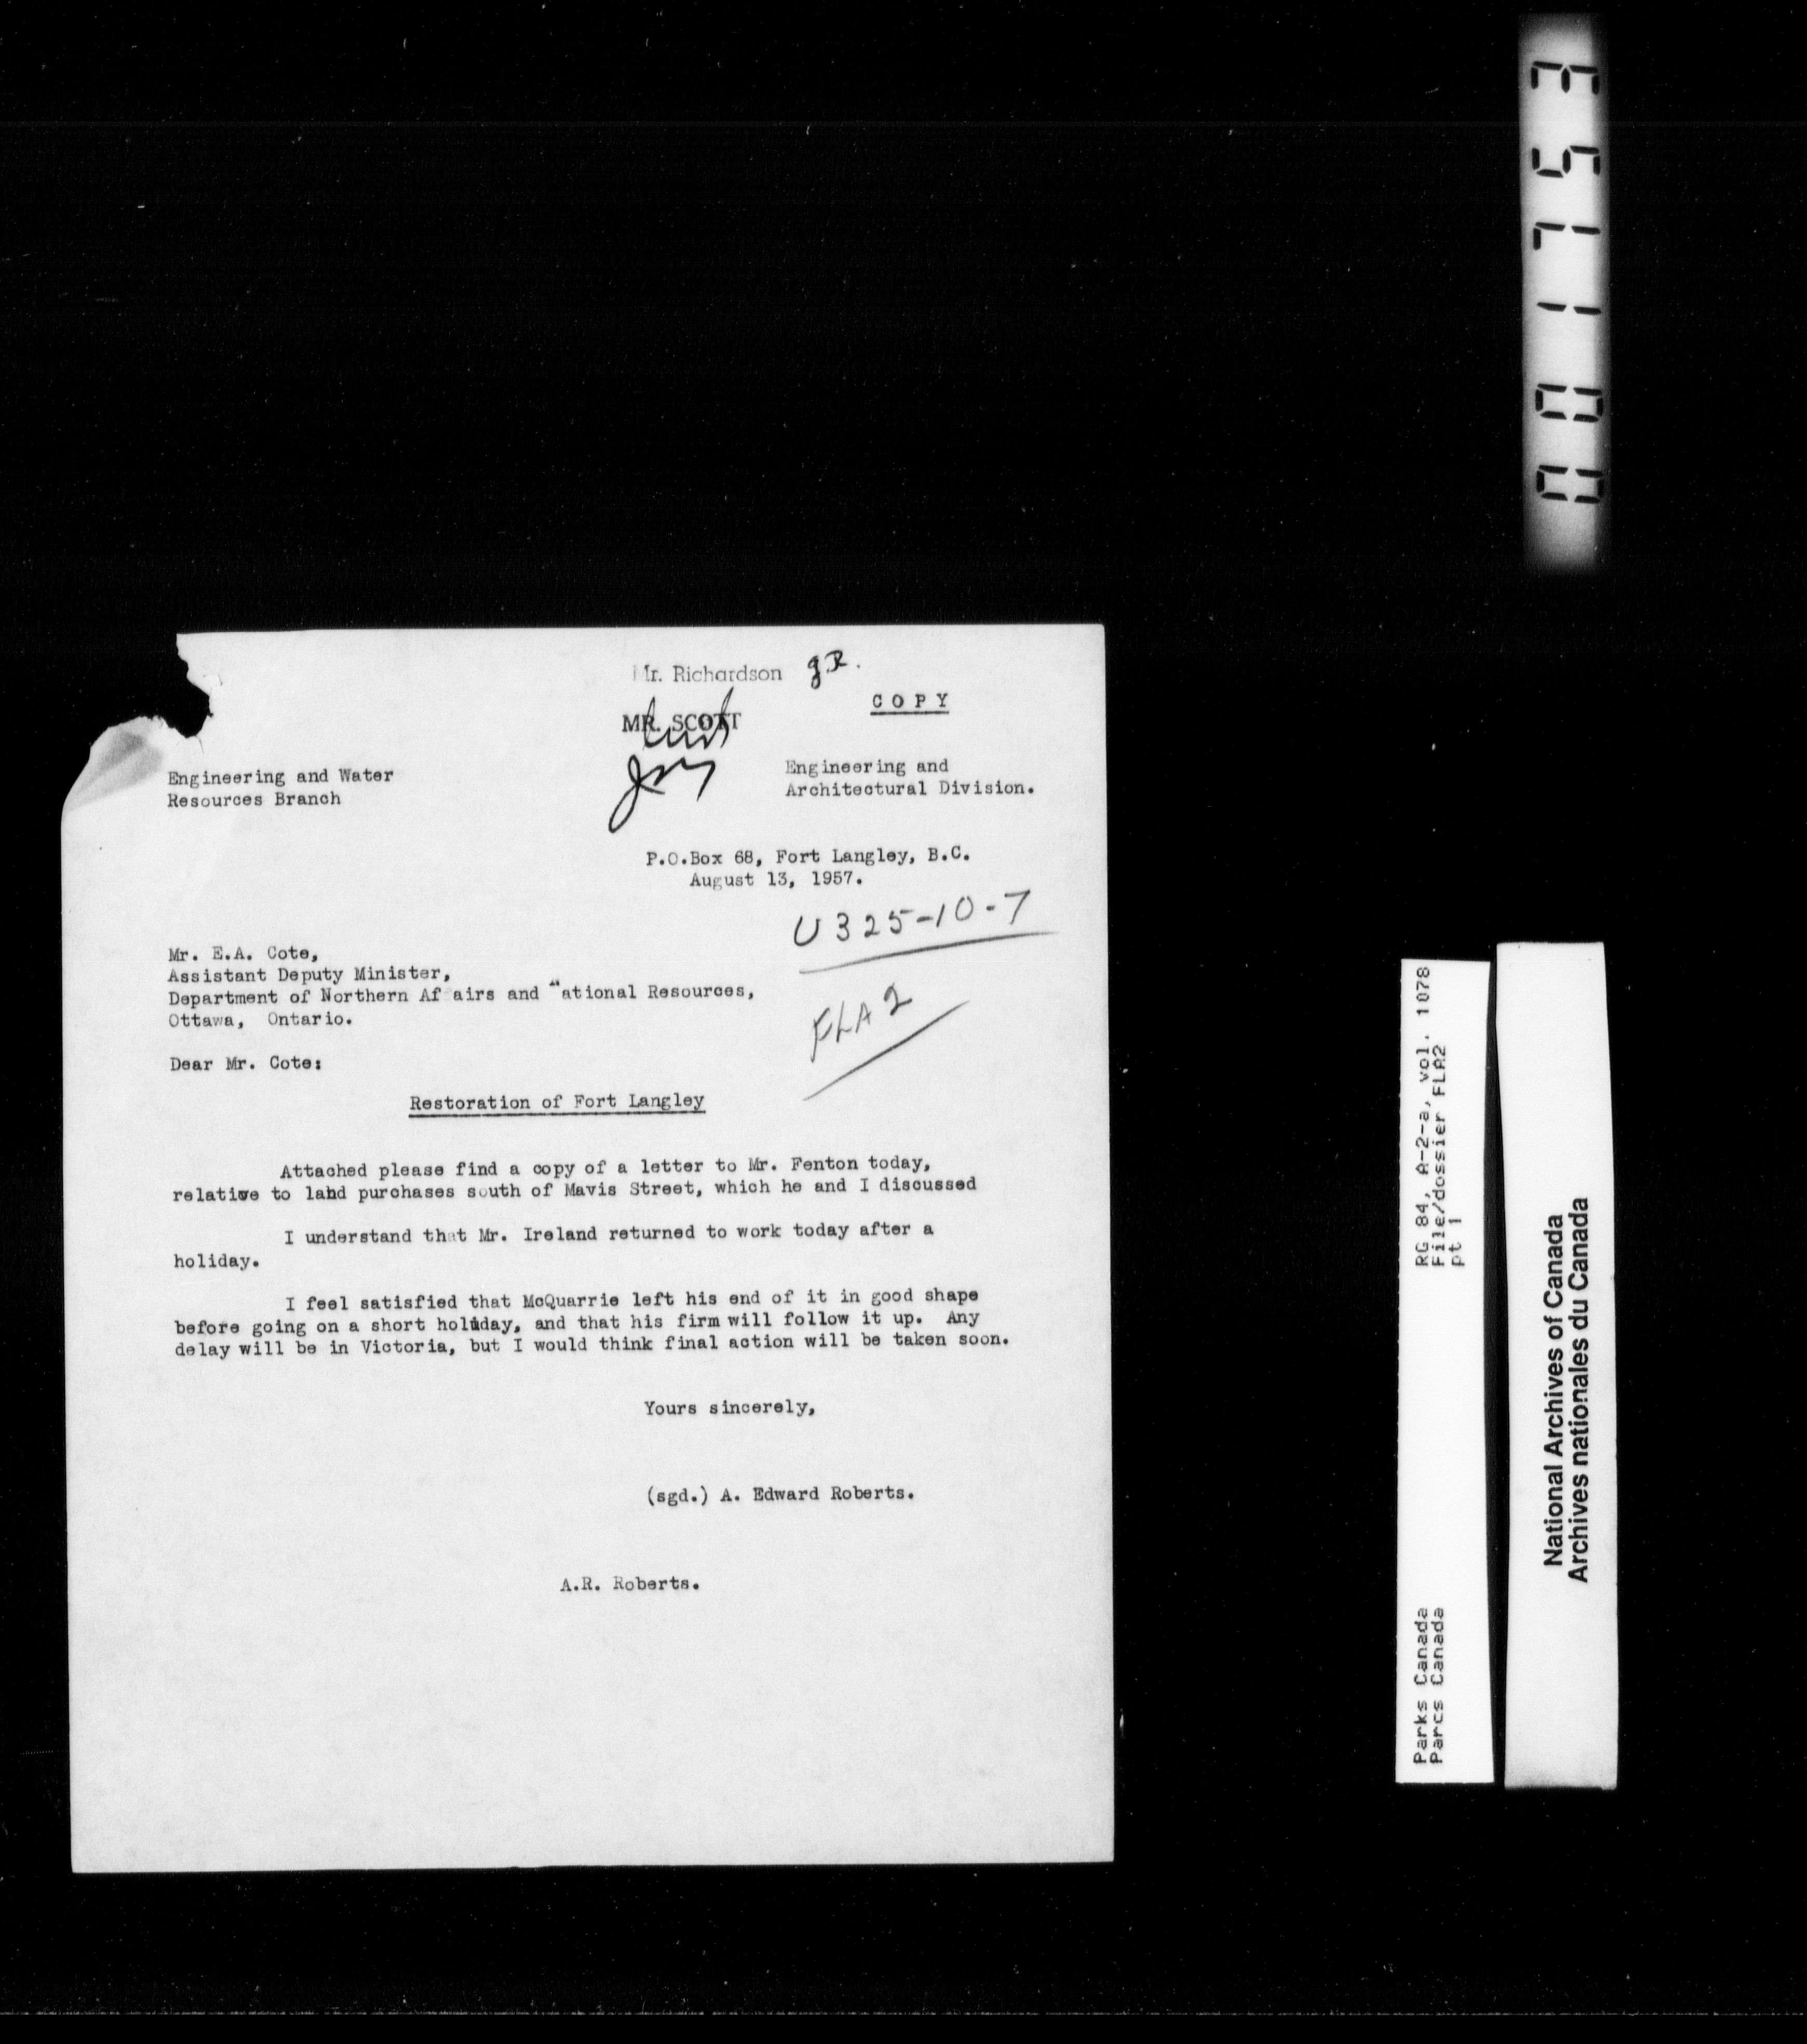 Mr. Richardson
COPY
MR. SCOTT
Engineering and Water
Resources Branch
Engineering and
Architectural Division.
P.O.Box 68, Fort Langley, B.C.
August 13, 1957.
U325-10-7
Mr. E.A. Cote,
Assistant Deputy Minister,
Department of Northern Af airs and "ational Resources,
Ottawa, Ontario.
FLA 2
Dear Mr. Cote:
Restoration of Fort Langley
Attached please find a copy of a letter to Mr. Fenton today,
relative to land purchases south of Mavis Street, which he and I discussed
I understand that Mr. Ireland returned to work today after a
holiday.
I feel satisfied that McQuarrie left his end of it in good shape
before going on a short holiday, and that his firm will follow it up. Any
delay will be in Victoria, but I would think final action will be taken soon.
Yours sincerely,
(sgd.) A. Edward Roberts.
A.R. Roberts.
RG 84, A-2-a, vol. 1078
File/dossier FLA2
pt 1
Parks Canada
Parcs Canada
National Archives of Canada
Archives nationales du Canada